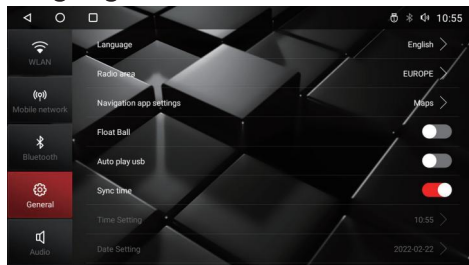 10:55
WLAN
Mobile network
Bluetooth
General
Audio
Language English
Radio area EUROPE
Navigation app settings Maps
Float Ball
Auto play usb
Sync time
Time Setting 10:55
Date Setting 2022-02-22